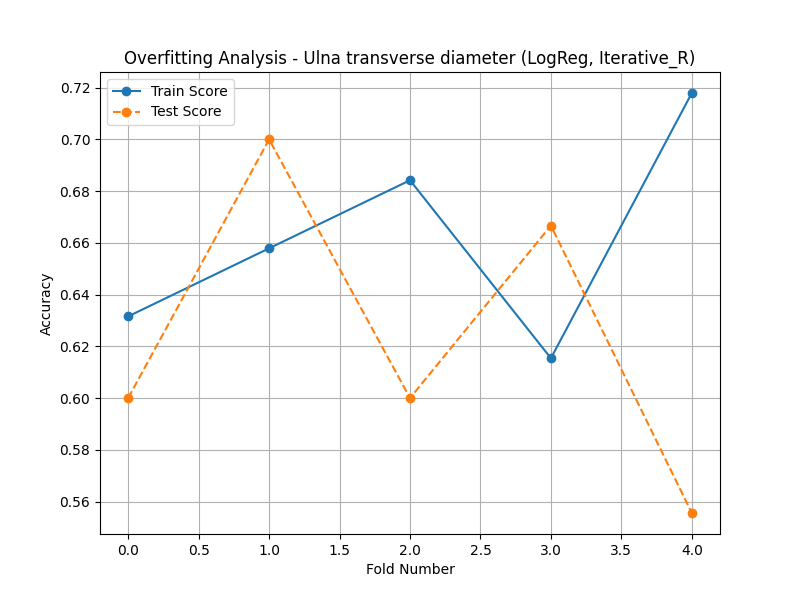 Overfitting Analysis - Ulna transverse diameter (LogReg, Iterative_R)
Train Score
Test Score
0.72
0.70
0.68
0.66
0.64
0.62
0.60
0.58
0.56
Accuracy
0.0 0.5 1.0 1.5 2.0 2.5 3.0 3.5 4.0
Fold Number